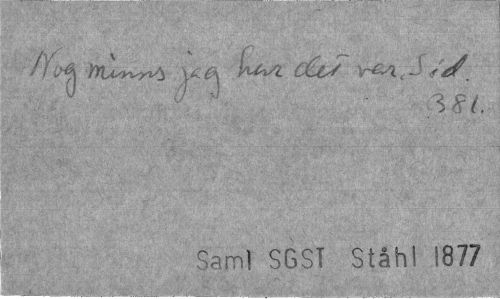 Nog minns jag hur det var. Sid.
381.
Saml SGST Ståhl 1877